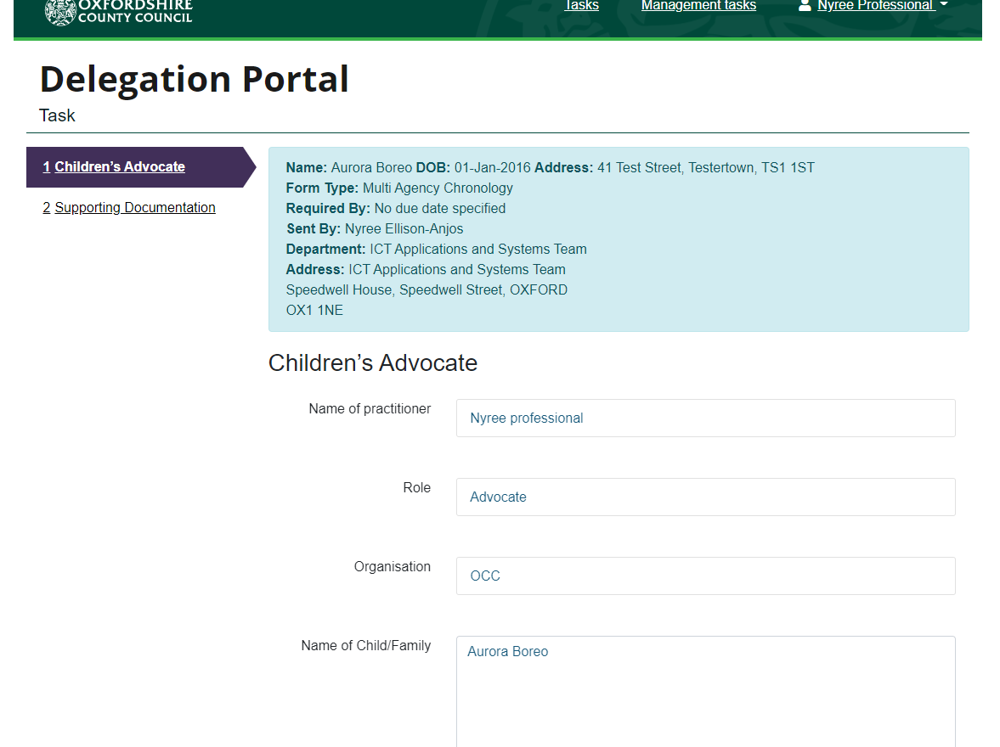 OXFORDSHIRE
COUNTY COUNCIL
Tasks
Management tasks
Nyree Professional
Delegation Portal
Task
1 Children’s Advocate
2 Supporting Documentation
Name: Aurora Boreo DOB: 01-Jan-2016 Address: 41 Test Street, Testertown, TS1 1ST
Form Type: Multi Agency Chronology
Required By: No due date specified
Sent By: Nyree Ellison-Anjos
Department: ICT Applications and Systems Team
Address: ICT Applications and Systems Team
Speedwell House, Speedwell Street, OXFORD
OX1 1NE
Children’s Advocate
Name of practitioner
Nyree professional
Role
Advocate
Organisation
OCC
Name of Child/Family
Aurora Boreo